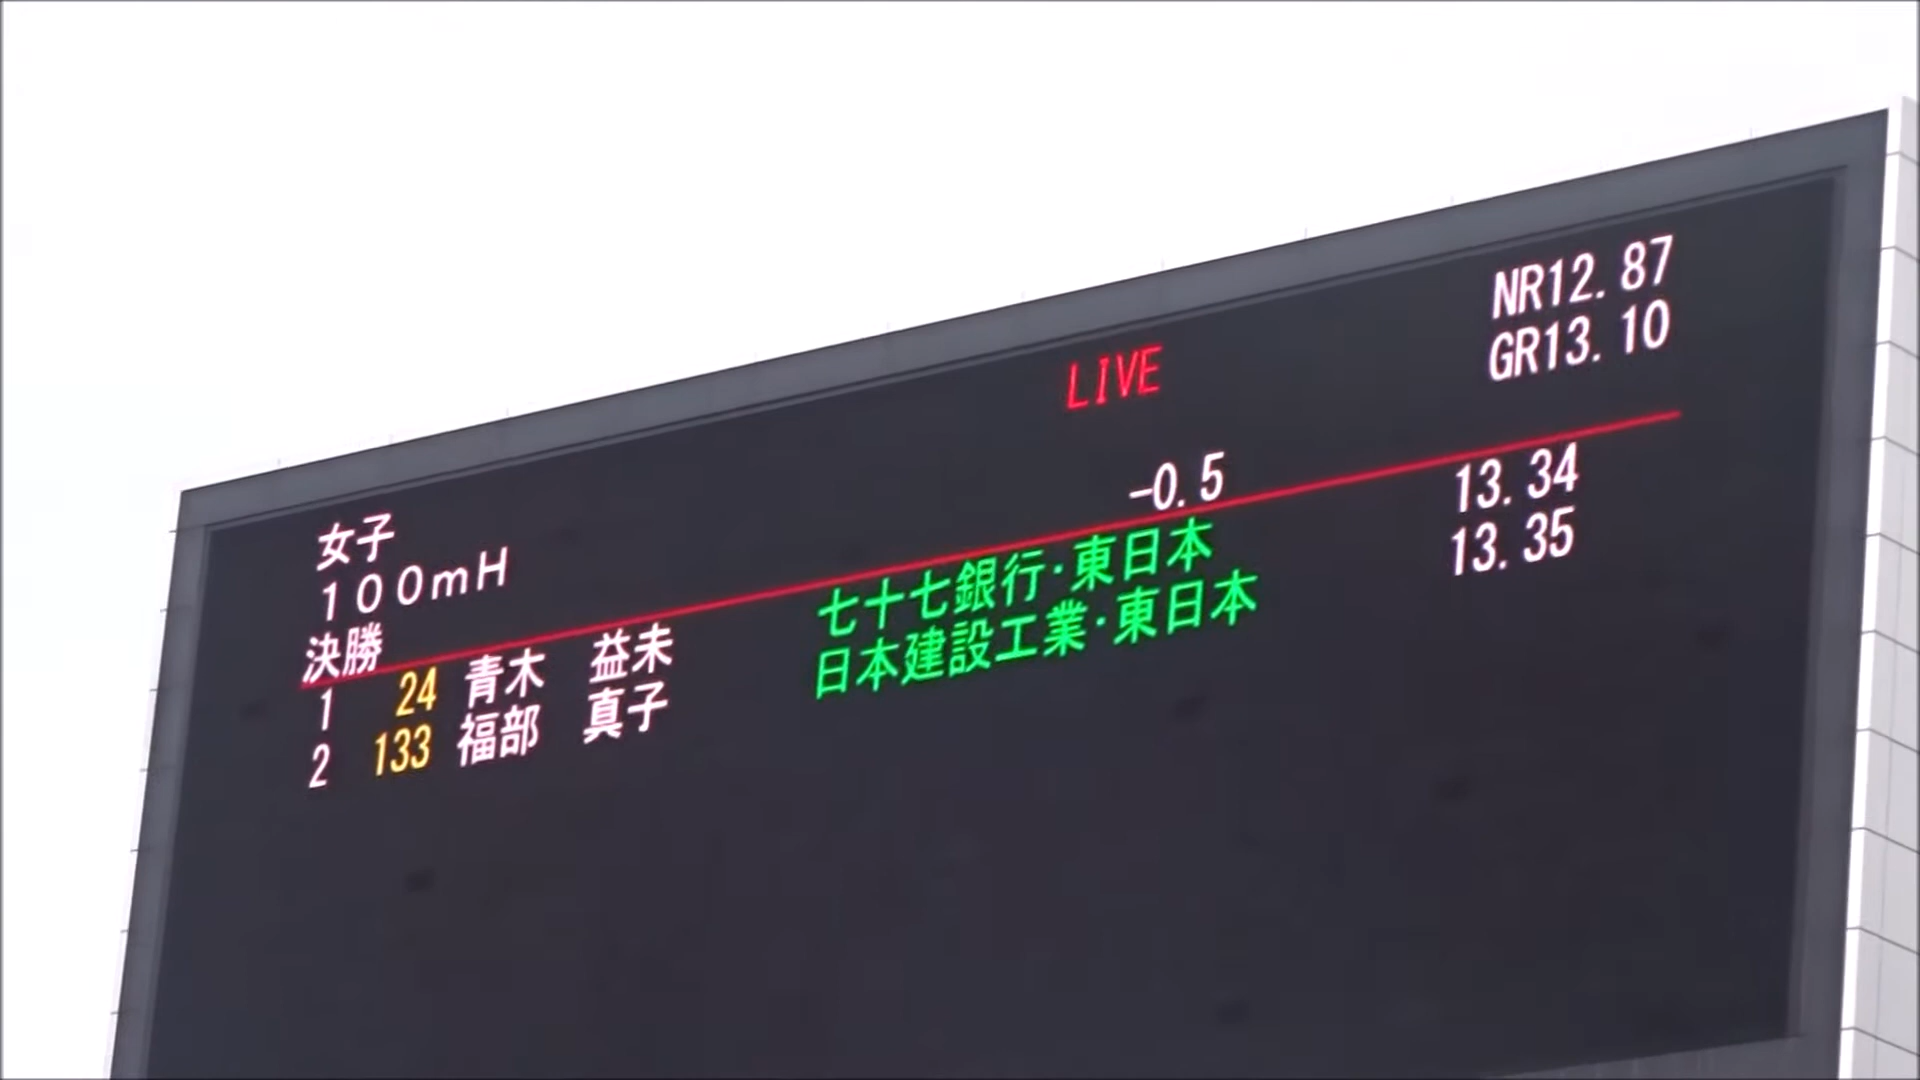 NR12.87
LIVE GR13.10
女子
100mH -0.5
決勝
1 24 青木 益未 七十七銀行・東日本 13.34
2 133 福部 真子 日本建設工業・東日本 13.35